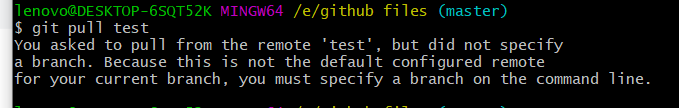 lenovo@DESKTOP-6SQT52K MINGW64 /e/github files (master)
$ git pull test
You asked to pull from the remote 'test', but did not specify
a branch. Because this is not the default configured remote
for your current branch, you must specify a branch on the command line.